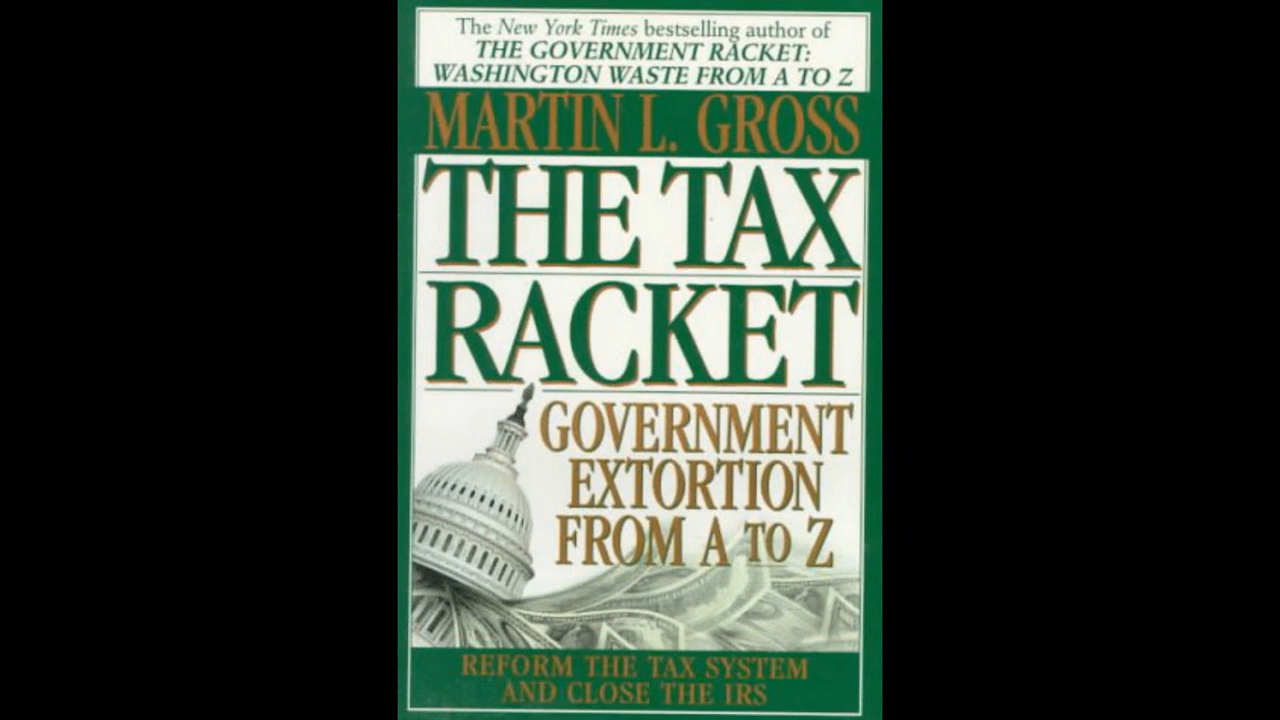 The New York Times bestselling author of
THE GOVERNMENT RACKET:
WASHINGTON WASTE FROM A TO Z
MARTIN L. GROSS
THE TAX
RACKET
GOVERNMENT
EXTORTION
FROM A TO Z
REFORM THE TAX SYSTEM
AND CLOSE THE IRS